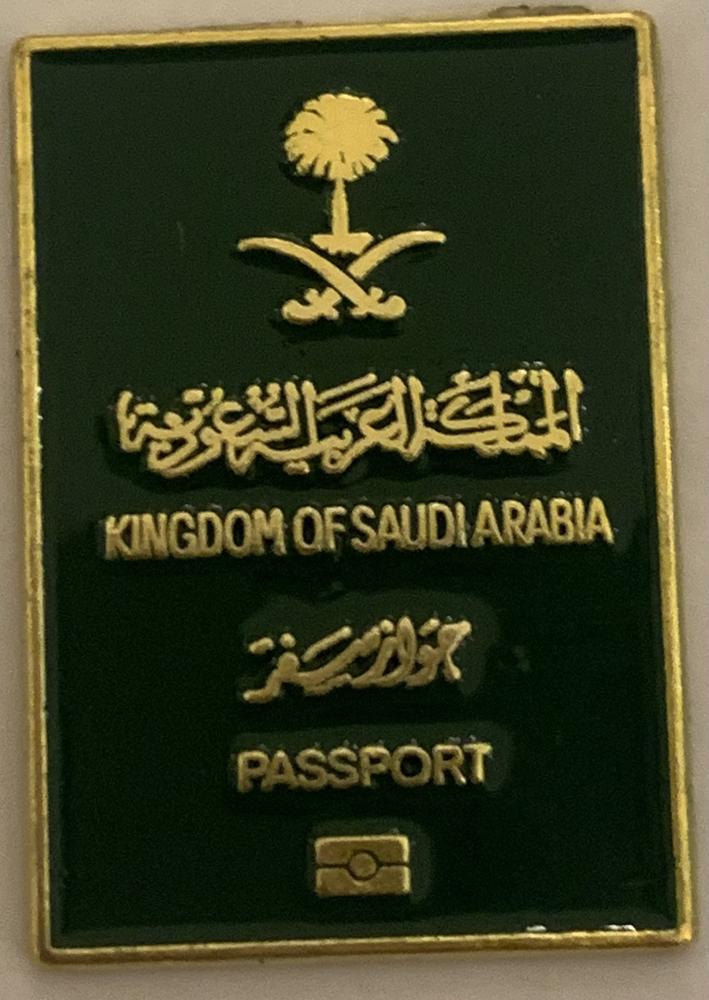 المملكة العربية السعودية
KINGDOM OF SAUDI ARABIA
جواز سفر
PASSPORT